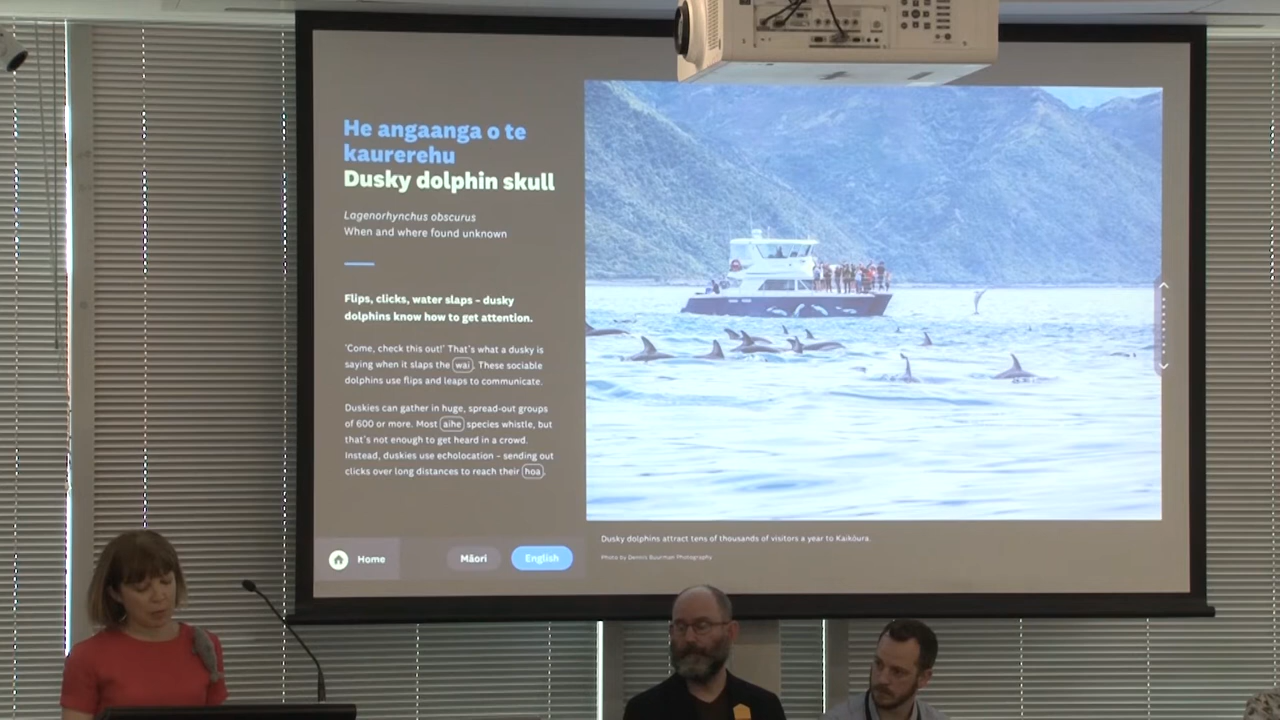 He angaanga o te
kaurerehu
Dusky dolphin skull
Lagenorhynchus obscurus
When and where found unknown
Flips, clicks, water slaps – dusky
dolphins know how to get attention.
'Come, check this out!' That's what a dusky is
saying when it slaps the wai. These sociable
dolphins use flips and leaps to communicate.
Duskies can gather in huge, spread-out groups
of 600 or more. Most aihe species whistle, but
that's not enough to get heard in a crowd.
Instead, duskies use echolocation – sending out
clicks over long distances to reach their hoa.
Home
Māori
English
Dusky dolphins attract tens of thousands of visitors a year to Kaikōura.
Photo by Dennis Buurman Photography